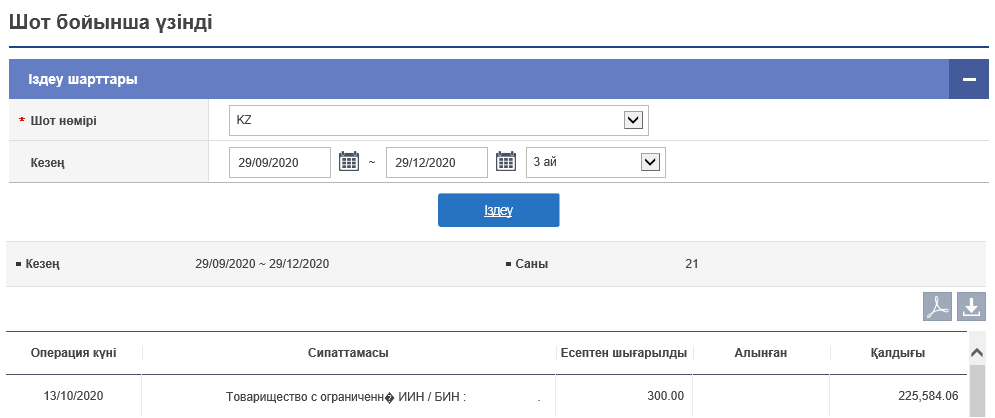 Шот бойынша үзінді
Іздеу шарттары
* Шот нөмірі KZ
Кезең 29/09/2020 ~ 29/12/2020 3 ай
Іздеу
Кезең 29/09/2020 ~ 29/12/2020 Саны 21
Операция күні Сипаттамасы Есептен шығарылды Алынған Қалдығы
13/10/2020 Товарищество с ограниченн� ИИН / БИН : . 300.00 225,584.06